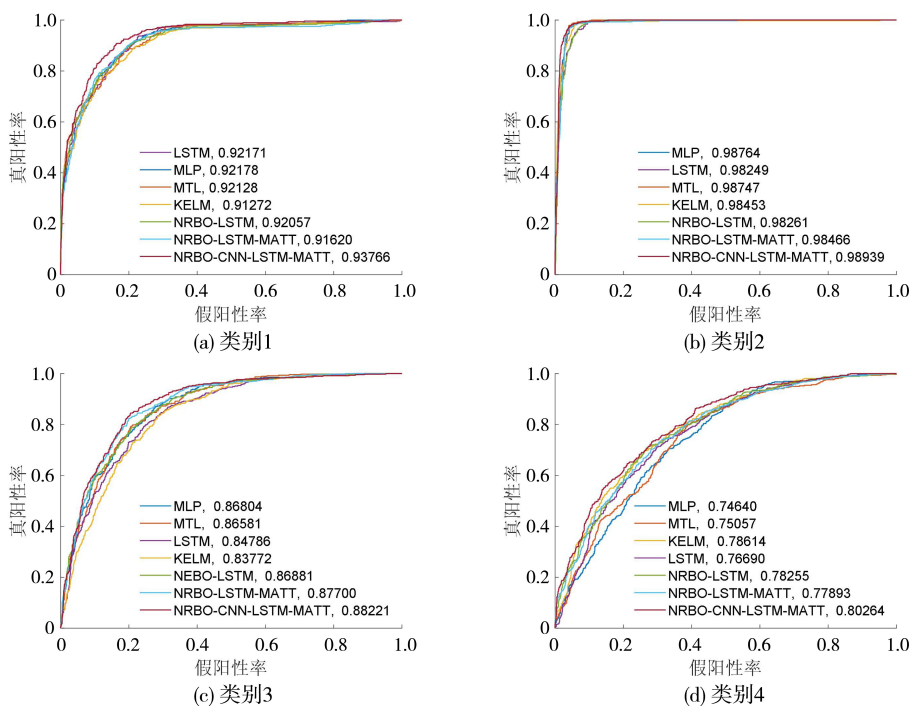 1.0
0.8
0.6
0.4
0.2
0
真阳性率
LSTM, 0.92171
MLP, 0.92178
MTL, 0.92128
KELM, 0.91272
NRBO-LSTM, 0.92057
NRBO-LSTM-MATT, 0.91620
NRBO-CNN-LSTM-MATT, 0.93766
0 0.2 0.4 0.6 0.8 1.0
假阳性率
(a) 类别1
1.0
0.8
0.6
0.4
0.2
0
真阳性率
MLP, 0.98764
LSTM, 0.98249
MTL, 0.98747
KELM, 0.98453
NRBO-LSTM, 0.98261
NRBO-LSTM-MATT, 0.98466
NRBO-CNN-LSTM-MATT, 0.98939
0 0.2 0.4 0.6 0.8 1.0
假阳性率
(b) 类别2
1.0
0.8
0.6
0.4
0.2
0
真阳性率
MLP, 0.86804
MTL, 0.86581
LSTM, 0.84786
KELM, 0.83772
NEBO-LSTM, 0.86881
NRBO-LSTM-MATT, 0.87700
NRBO-CNN-LSTM-MATT, 0.88221
0 0.2 0.4 0.6 0.8 1.0
假阳性率
(c) 类别3
1.0
0.8
0.6
0.4
0.2
0
真阳性率
MLP, 0.74640
MTL, 0.75057
KELM, 0.78614
LSTM, 0.76690
NRBO-LSTM, 0.78255
NRBO-LSTM-MATT, 0.77893
NRBO-CNN-LSTM-MATT, 0.80264
0 0.2 0.4 0.6 0.8 1.0
假阳性率
(d) 类别4